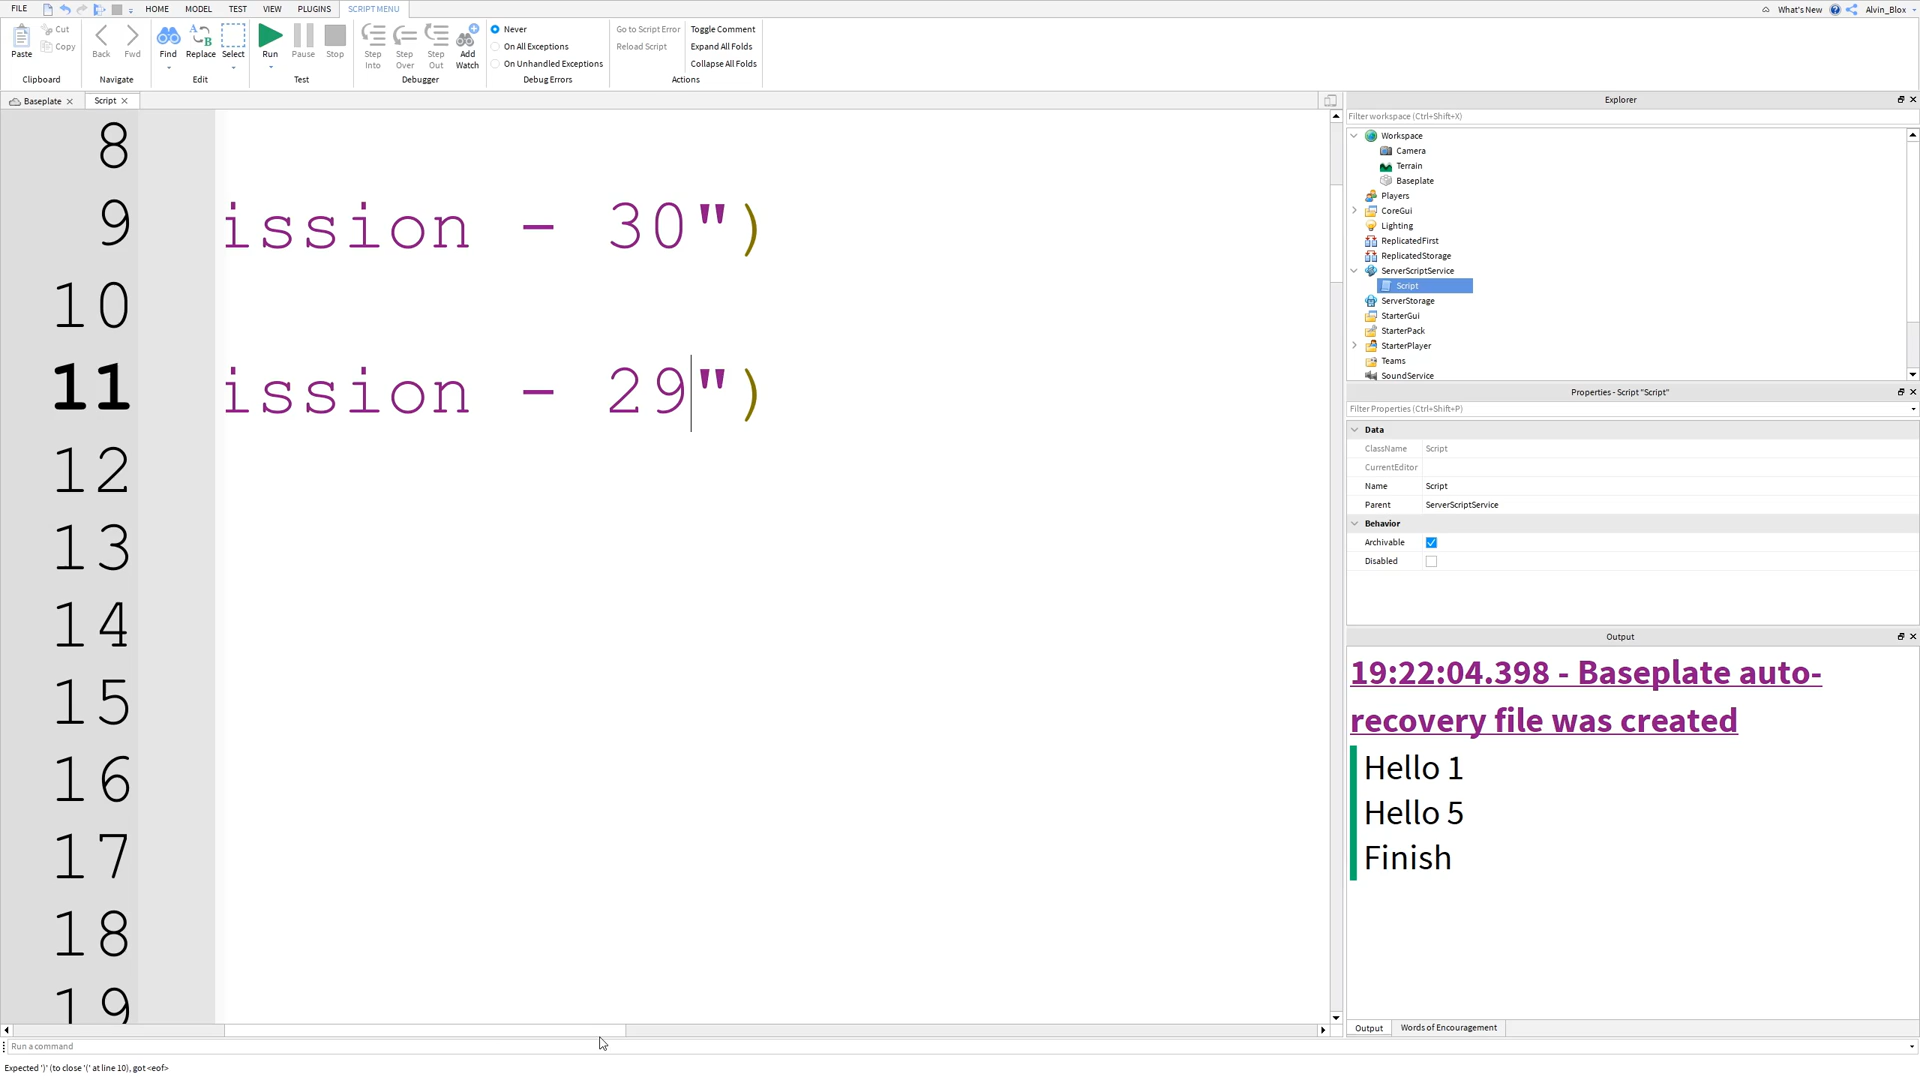 FILE HOME MODEL TEST VIEW PLUGINS SCRIPT MENU What's New Alvin_Blox
Paste Cut Copy Back Fwd Find Replace Select Run Pause Stop Step Into Step Over Step Out Add Watch
Never
On All Exceptions
On Unhandled Exceptions
Go to Script Error
Reload Script
Toggle Comment
Expand All Folds
Collapse All Folds
Clipboard Navigate Edit Test Debugger Debug Errors Actions
Baseplate Script
8
9 ission - 30")
10
11 ission - 29")
12
13
14
15
16
17
18
19
Run a command
Expected ')' (to close '(' at line 10), got <eof>
Explorer
Filter workspace (Ctrl+Shift+X)
Workspace
Camera
Terrain
Baseplate
Players
CoreGui
Lighting
ReplicatedFirst
ReplicatedStorage
ServerScriptService
Script
ServerStorage
StarterGui
StarterPack
StarterPlayer
Teams
SoundService
Properties - Script "Script"
Filter Properties (Ctrl+Shift+P)
Data
ClassName Script
CurrentEditor
Name Script
Parent ServerScriptService
Behavior
Archivable
Disabled
Output
19:22:04.398 - Baseplate auto-
recovery file was created
Hello 1
Hello 5
Finish
Output Words of Encouragement